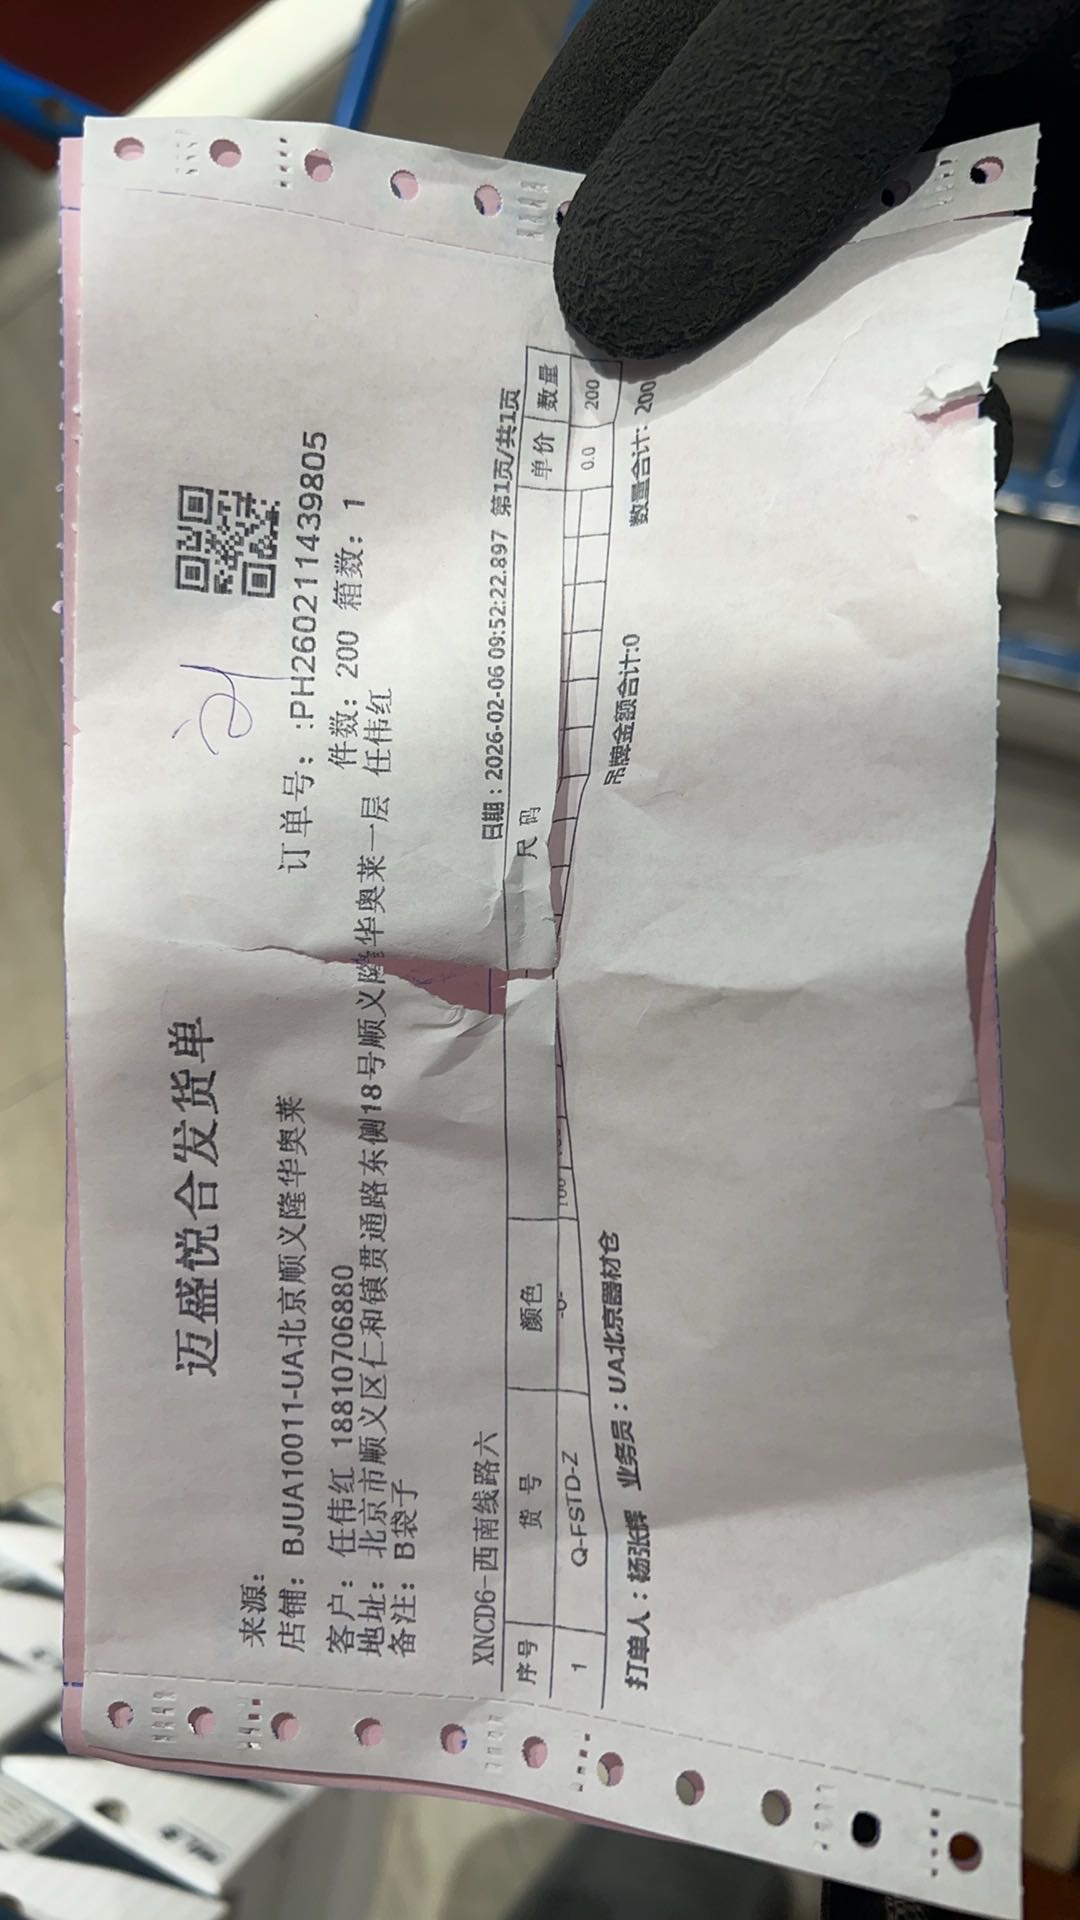 迈盛悦合发货单
来源:
店铺: BJUA10011-UA北京顺义隆华奥莱
订单号: :PH260211439805
客户: 任伟红 18810706880
件数: 200 箱数: 1
地址: 北京市顺义区仁和镇贯通路东侧18号顺义隆华奥莱一层 任伟红
备注: B袋子
XNCD6-西南线路六
日期:2026-02-06 09:52:22.897 第1页/共1页
序号 货号 颜色 尺码 单价 数量
1 Q-FSTD-Z -0- 0.0 200
打单人:杨张辉 业务员:UA北京器材仓 吊牌金额合计:0 数量合计: 200